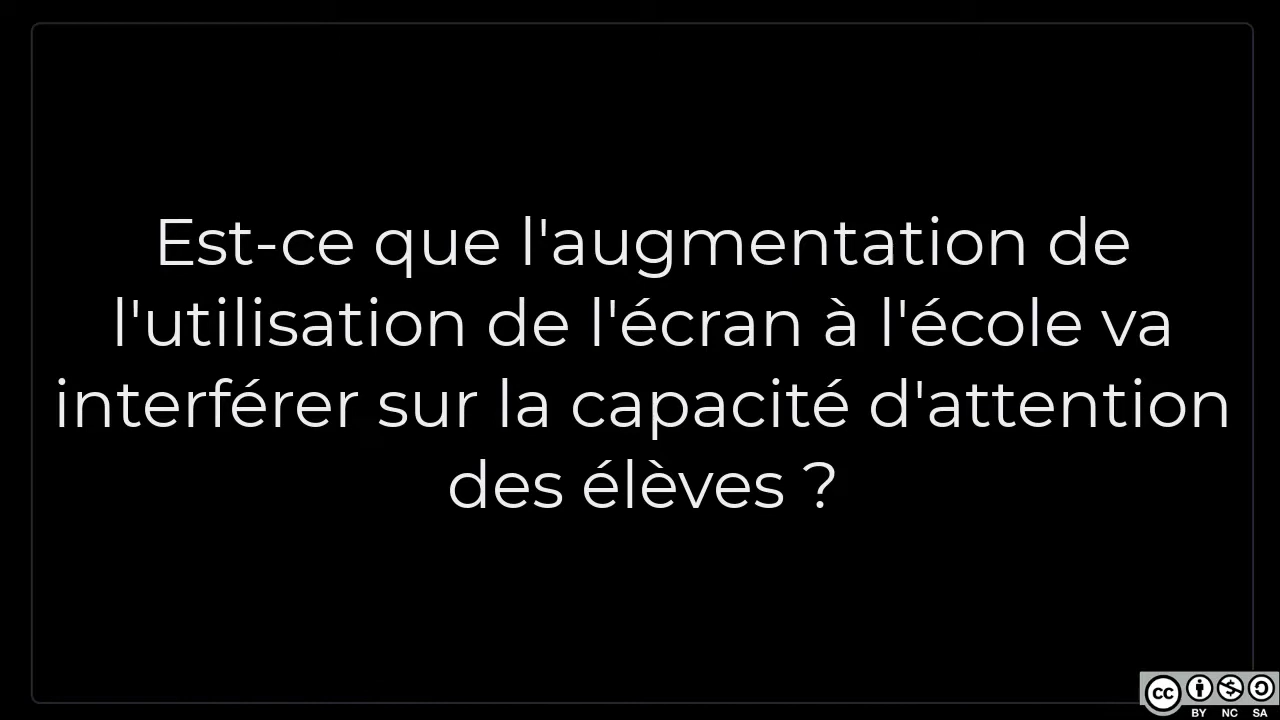 Est-ce que l'augmentation de
l'utilisation de l'écran à l'école va
interférer sur la capacité d'attention
des élèves ?
cc
BY NC SA